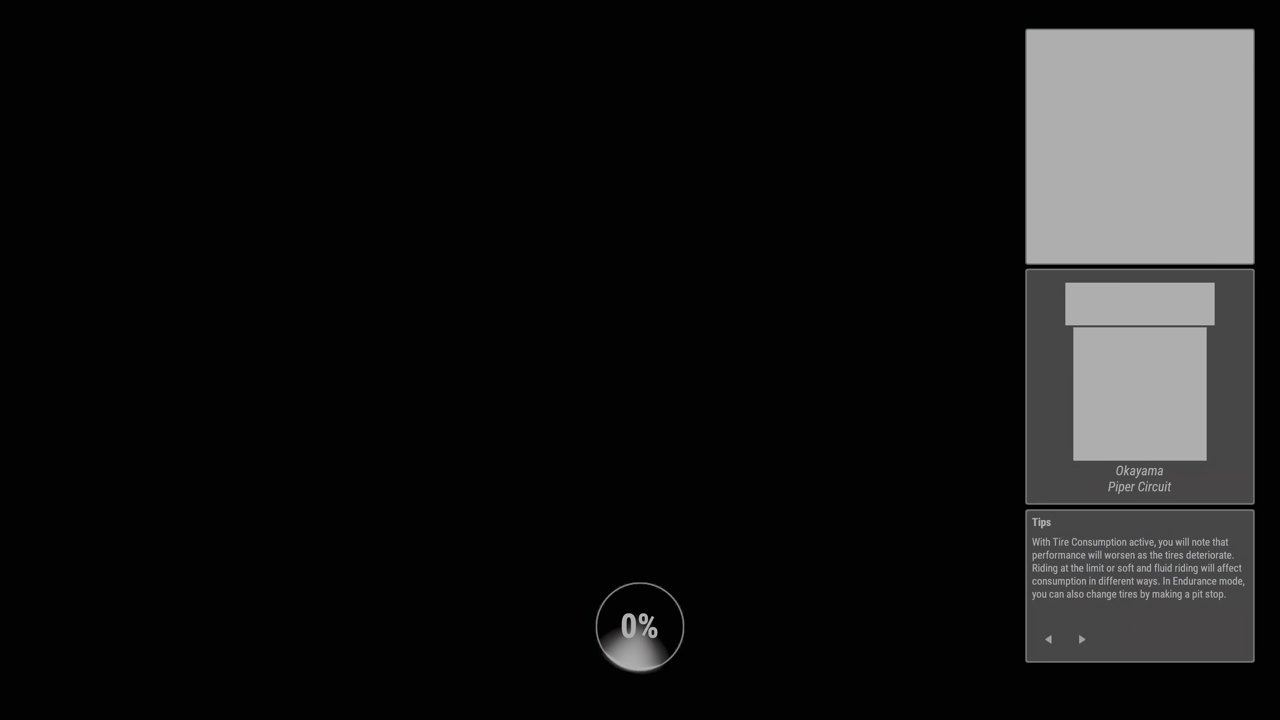 Okayama
Piper Circuit
Tips
With Tire Consumption active, you will note that
performance will worsen as the tires deteriorate.
Riding at the limit or soft and fluid riding will affect
consumption in different ways. In Endurance mode,
you can also change tires by making a pit stop.
0%